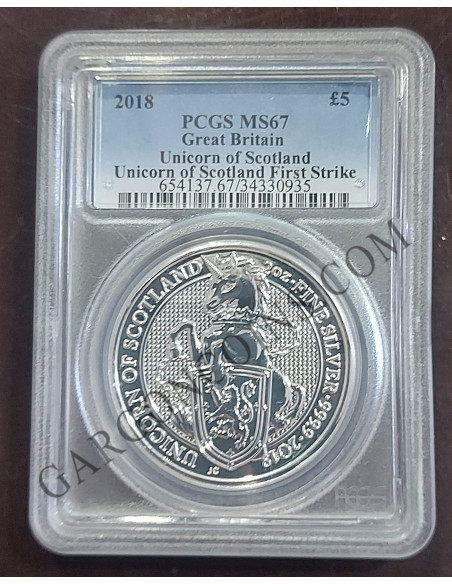 2018 £5
PCGS MS67
Great Britain
Unicorn of Scotland
Unicorn of Scotland First Strike
654137.67/34330935
UNICORN OF SCOTLAND 2oz·FINE SILVER·9999·2018
JC
PCGS